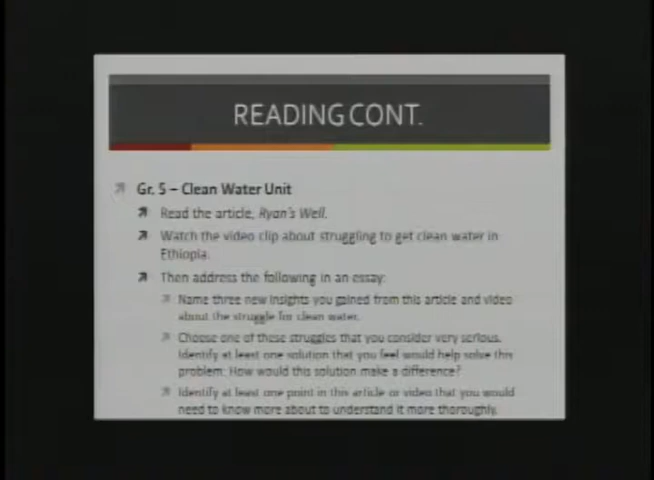 READING CONT.
Gr. 5 – Clean Water Unit
Read the article, Ryan's Well.
Watch the video clip about struggling to get clean water in
Ethiopia.
Then address the following in an essay:
Name three new insights you gained from this article and video
about the struggle for clean water.
Choose one of these struggles that you consider very serious.
Identify at least one solution that you feel would help solve this
problem. How would this solution make a difference?
Identify at least one point in this article or video that you would
need to know more about to understand it more thoroughly.